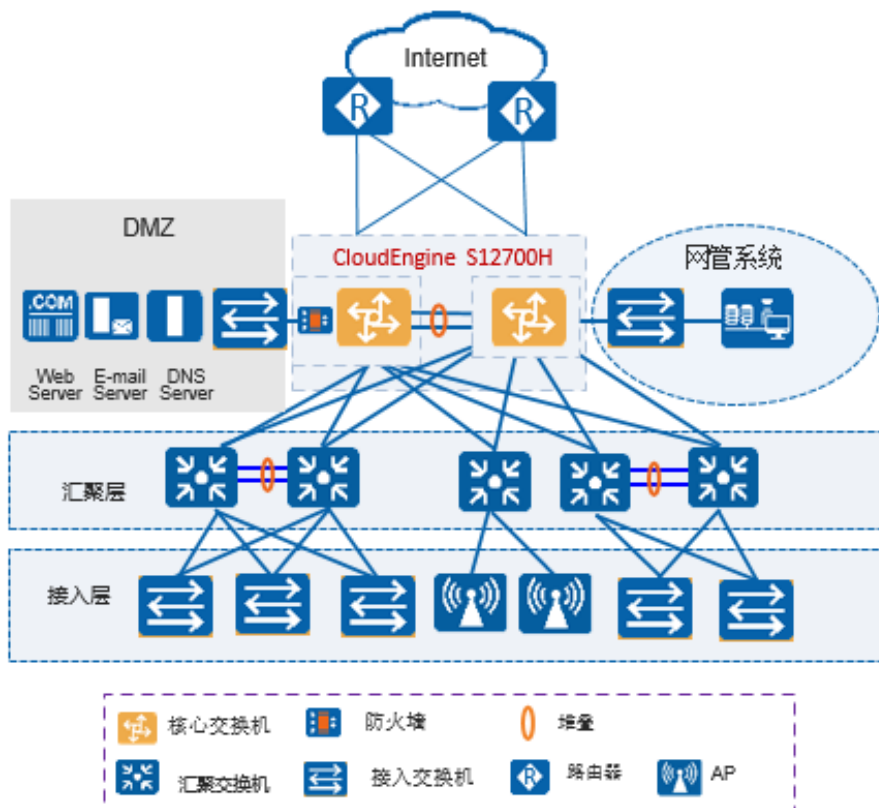 Internet
R
R
DMZ
CloudEngine S12700H
网管系统
.COM
Web Server
E-mail Server
DNS Server
汇聚层
接入层
核心交换机
防火墙
堆叠
汇聚交换机
接入交换机
R
路由器
AP